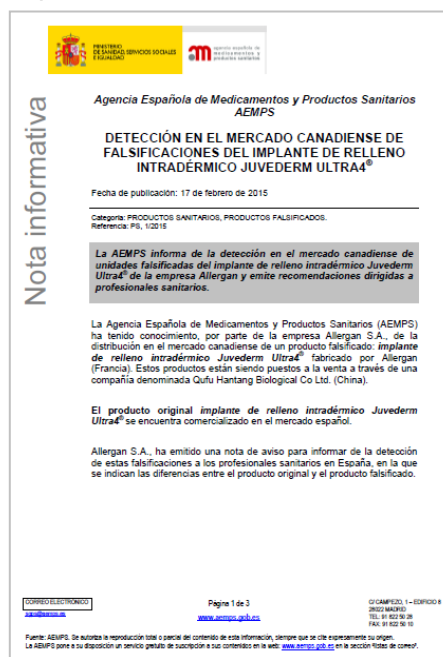 MINISTERIO
DE SANIDAD, SERVICIOS SOCIALES
E IGUALDAD
agencia española de
medicamentos y
productos sanitarios
Nota informativa
Agencia Española de Medicamentos y Productos Sanitarios
AEMPS
DETECCIÓN EN EL MERCADO CANADIENSE DE
FALSIFICACIONES DEL IMPLANTE DE RELLENO
INTRADÉRMICO JUVEDERM ULTRA4®
Fecha de publicación: 17 de febrero de 2015
Categoría: PRODUCTOS SANITARIOS, PRODUCTOS FALSIFICADOS.
Referencia: PS, 1/2015
La AEMPS informa de la detección en el mercado canadiense de
unidades falsificadas del implante de relleno intradérmico Juvederm
Ultra4® de la empresa Allergan y emite recomendaciones dirigidas a
profesionales sanitarios.
La Agencia Española de Medicamentos y Productos Sanitarios (AEMPS)
ha tenido conocimiento, por parte de la empresa Allergan S.A., de la
distribución en el mercado canadiense de un producto falsificado: implante
de relleno intradérmico Juvederm Ultra4® fabricado por Allergan
(Francia). Estos productos están siendo puestos a la venta a través de una
compañía denominada Qufu Hantang Biological Co Ltd. (China).
El producto original implante de relleno intradérmico Juvederm
Ultra4® se encuentra comercializado en el mercado español.
Allergan S.A., ha emitido una nota de aviso para informar de la detección
de estas falsificaciones a los profesionales sanitarios en España, en la que
se indican las diferencias entre el producto original y el producto falsificado.
CORREO ELECTRÓNICO
Página 1 de 3
www.aemps.gob.es
C/ CAMPEZO, 1 – EDIFICIO 8
28022 MADRID
TEL: 91 822 50 28
FAX: 91 822 50 10
Fuente: AEMPS. Se autoriza la reproducción total o parcial del contenido de esta información, siempre que se cite expresamente su origen.
La AEMPS pone a su disposición un servicio gratuito de suscripción a sus contenidos en la web: www.aemps.gob.es en la sección "listas de correo".